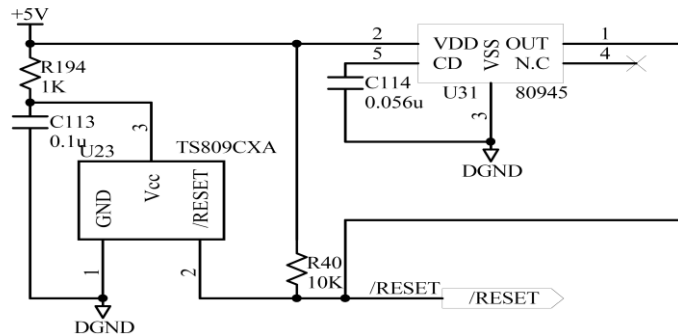 +5V
R194
1K
C113
0.1u
3
U23
TS809CXA
GND
Vcc
/RESET
1
2
DGND
2
5
VDD
OUT
CD
VSS
N.C
1
4
C114
0.056u
U31
80945
3
DGND
R40
10K
/RESET
/RESET